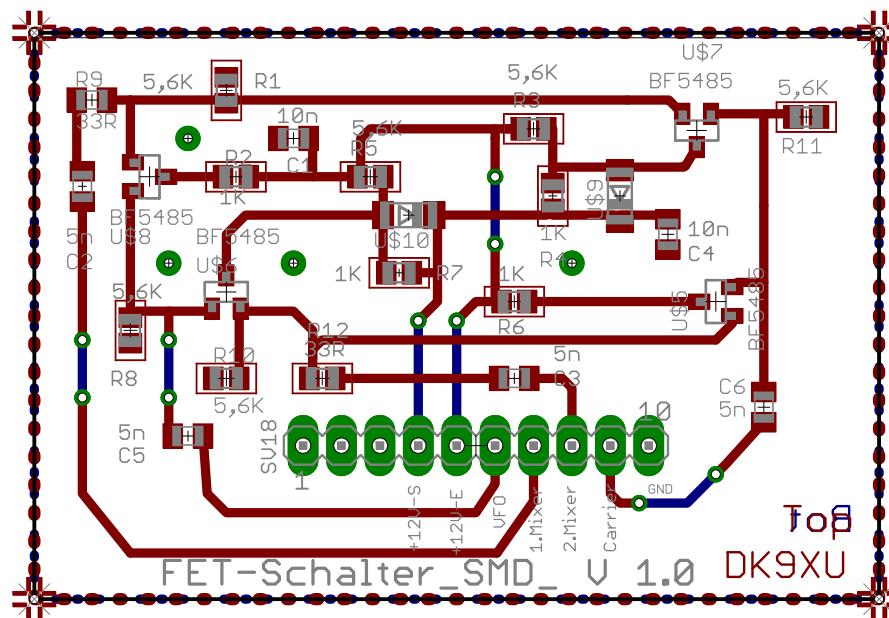 U$7
R9
5,6K
R1
5,6K
BF5485
5,6K
33R
10n
R3
5,6K
R11
R5
C1
R2
1K
U$9
BF5485
U$8
BF5485
U$10
1K
R4
10n
C4
5n
C2
U$6
1K
R7
1K
5,6K
R6
U$5
BF5485
R12
33R
R8
R10
5,6K
5n
C3
C6
5n
10
5n
C5
SV18
1
+12V-S
+12V-E
VFO
1.Mixer
2.Mixer
Carrier
GND
Top
DK9XU
FET-Schalter_SMD_ V 1.0